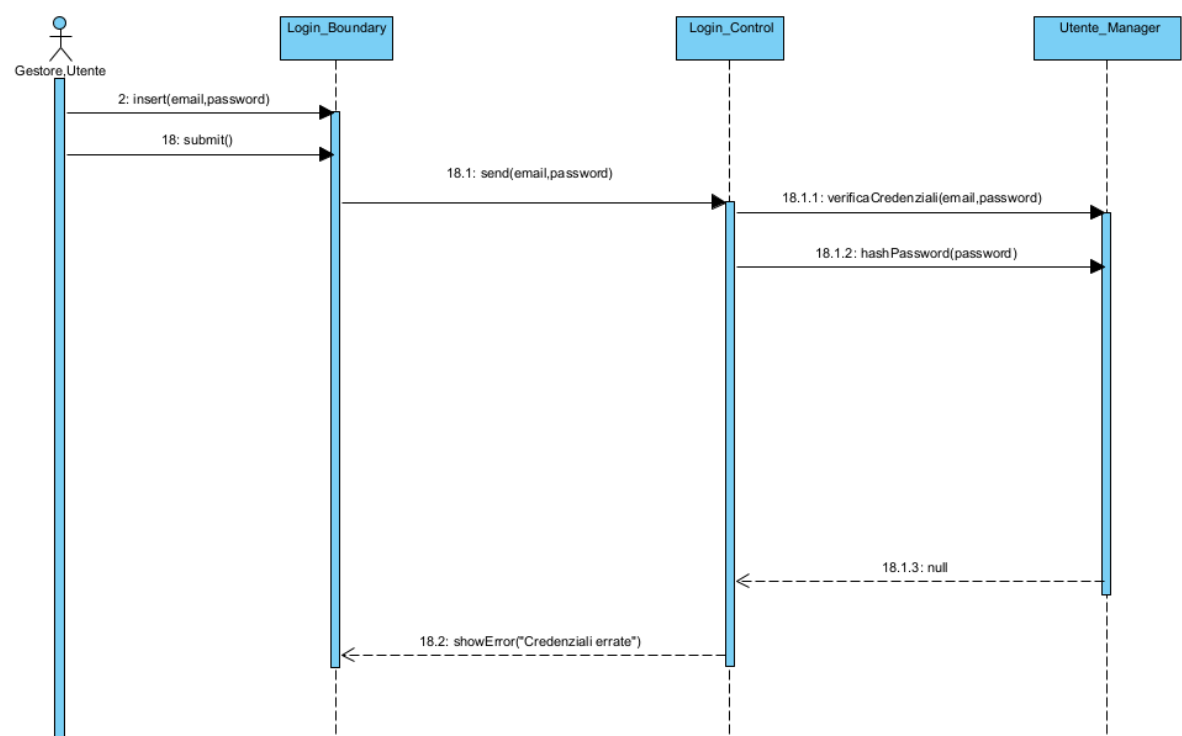 Login_Boundary
Login_Control
Utente_Manager
Gestore,Utente
2: insert(email,password)
18: submit()
18.1: send(email,password)
18.1.1: verificaCredenziali(email,password)
18.1.2: hashPassword(password)
18.1.3: null
18.2: showError("Credenziali errate")